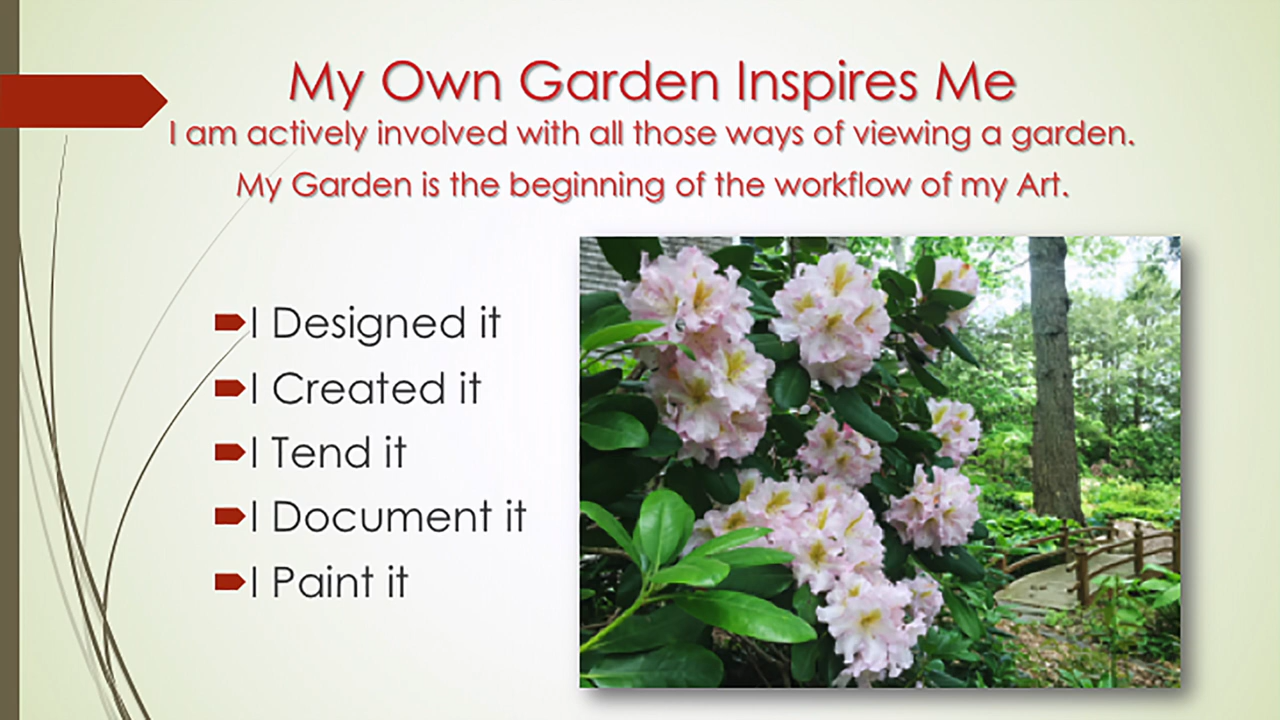 My Own Garden Inspires Me
I am actively involved with all those ways of viewing a garden.
My Garden is the beginning of the workflow of my Art.
I Designed it
I Created it
I Tend it
I Document it
I Paint it